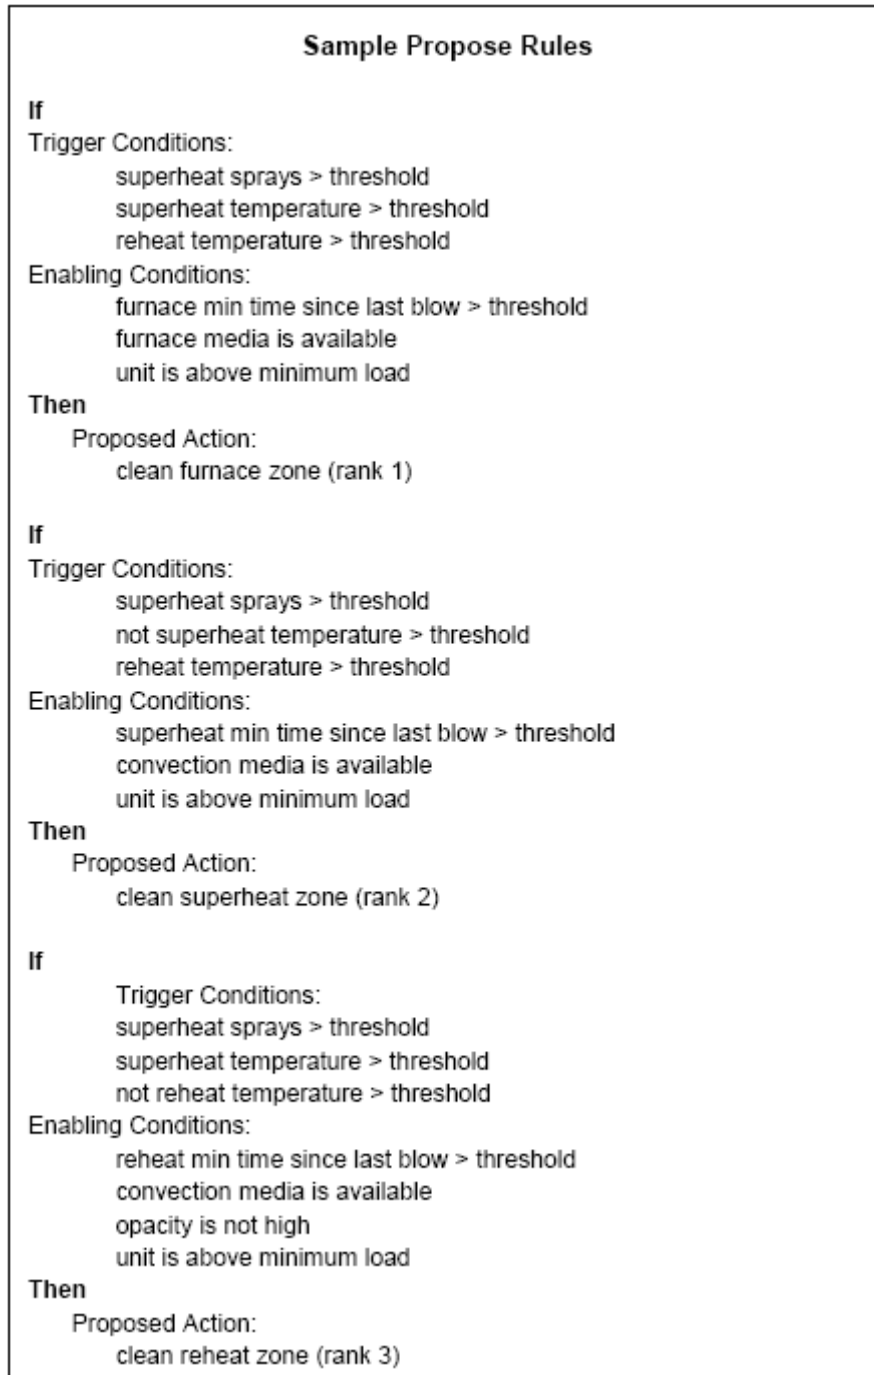 Sample Propose Rules
If
Trigger Conditions:
superheat sprays > threshold
superheat temperature > threshold
reheat temperature > threshold
Enabling Conditions:
furnace min time since last blow > threshold
furnace media is available
unit is above minimum load
Then
Proposed Action:
clean furnace zone (rank 1)
If
Trigger Conditions:
superheat sprays > threshold
not superheat temperature > threshold
reheat temperature > threshold
Enabling Conditions:
superheat min time since last blow > threshold
convection media is available
unit is above minimum load
Then
Proposed Action:
clean superheat zone (rank 2)
If
Trigger Conditions:
superheat sprays > threshold
superheat temperature > threshold
not reheat temperature > threshold
Enabling Conditions:
reheat min time since last blow > threshold
convection media is available
opacity is not high
unit is above minimum load
Then
Proposed Action:
clean reheat zone (rank 3)